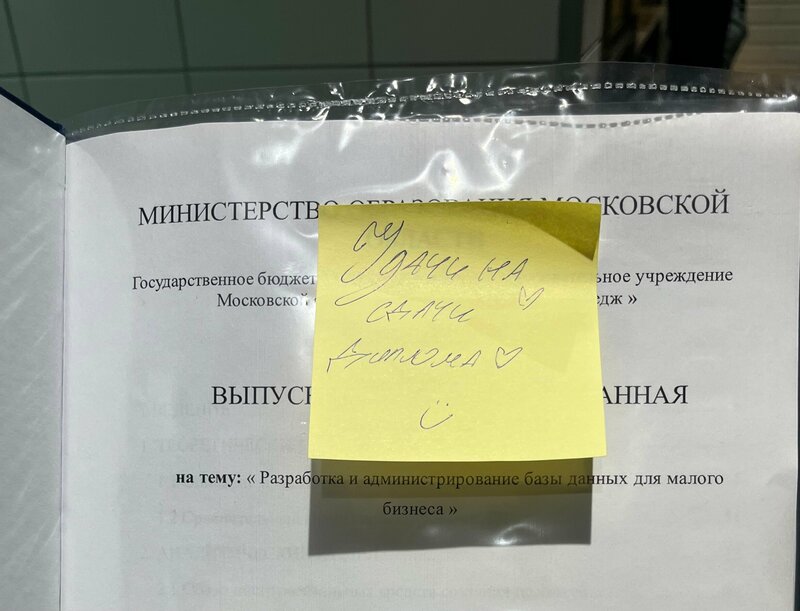 МИНИСТЕРСТВО ОБРАЗОВАНИЯ МОСКОВСКОЙ
Удачи на
сдачи
диплома
Государственное бюджет льное учреждение
Московской едж »
ВЫПУСК АННАЯ
на тему: « Разработка и администрирование базы данных для малого
бизнеса »